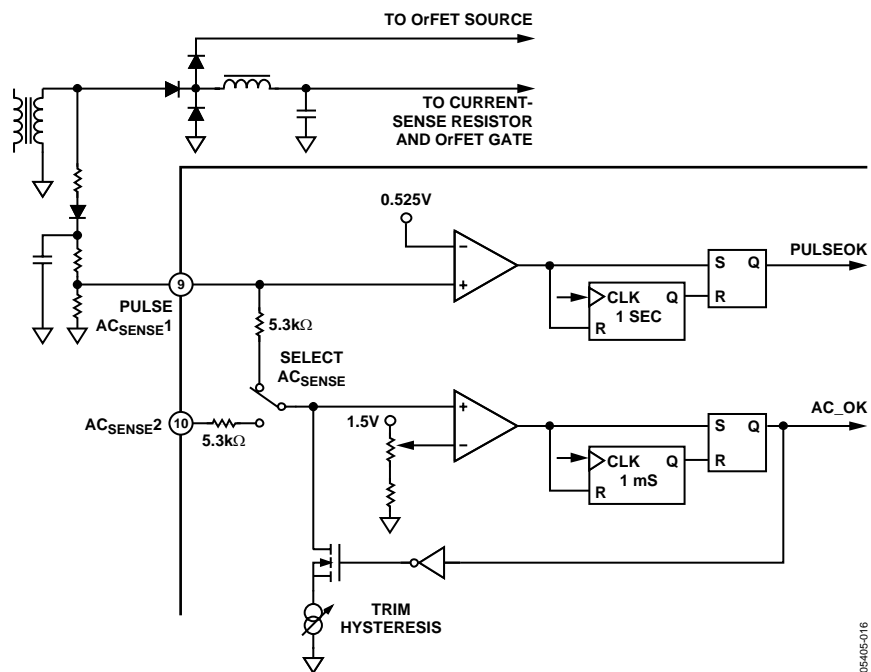 TO OrFET SOURCE
TO CURRENT-
SENSE RESISTOR
AND OrFET GATE
0.525V
−
+
S Q
PULSEOK
CLK Q
1 SEC
R
R
9
PULSE
ACSENSE1
5.3kΩ
SELECT
ACSENSE
10
ACSENSE2
5.3kΩ
1.5V
+
−
S Q
AC_OK
CLK Q
1 mS
R
R
TRIM
HYSTERESIS
05405-016